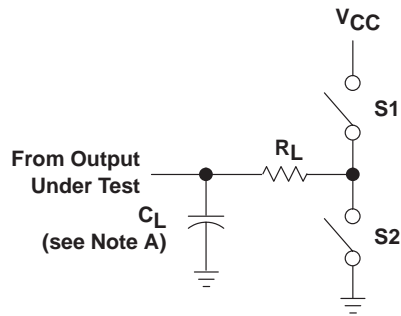 VCC
S1
From Output
Under Test
RL
CL
(see Note A)
S2